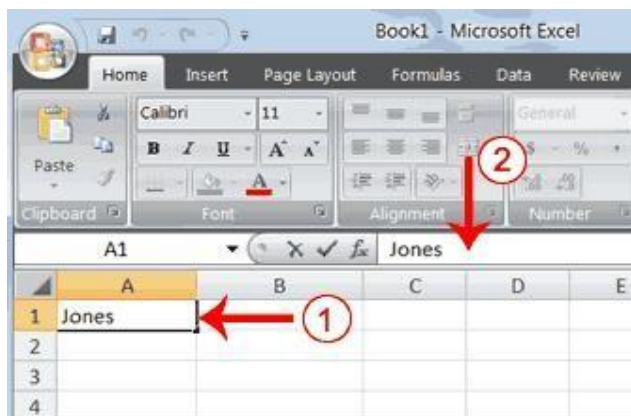 Book1 - Microsoft Excel
Home Insert Page Layout Formulas Data Review
Paste
Calibri 11
B I U A A
A
General
$ % ,
Clipboard Font Alignment Number
2
A1 fx Jones
A B C D E
1 Jones 1
2
3
4